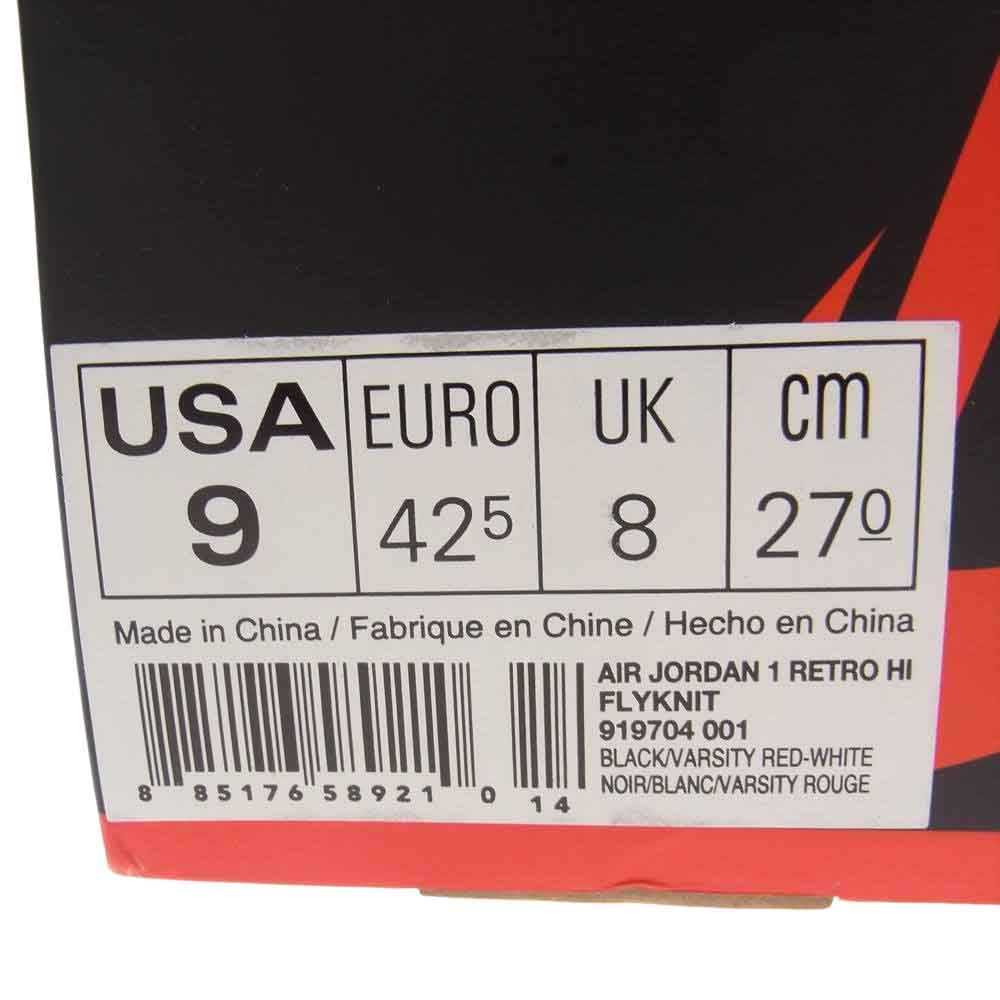 USA EURO UK cm
9 42⁵ 8 27⁰
Made in China / Fabrique en Chine / Hecho en China
AIR JORDAN 1 RETRO HI
FLYKNIT
919704 001
BLACK/VARSITY RED-WHITE
NOIR/BLANC/VARSITY ROUGE
8 85176 58921 0 14